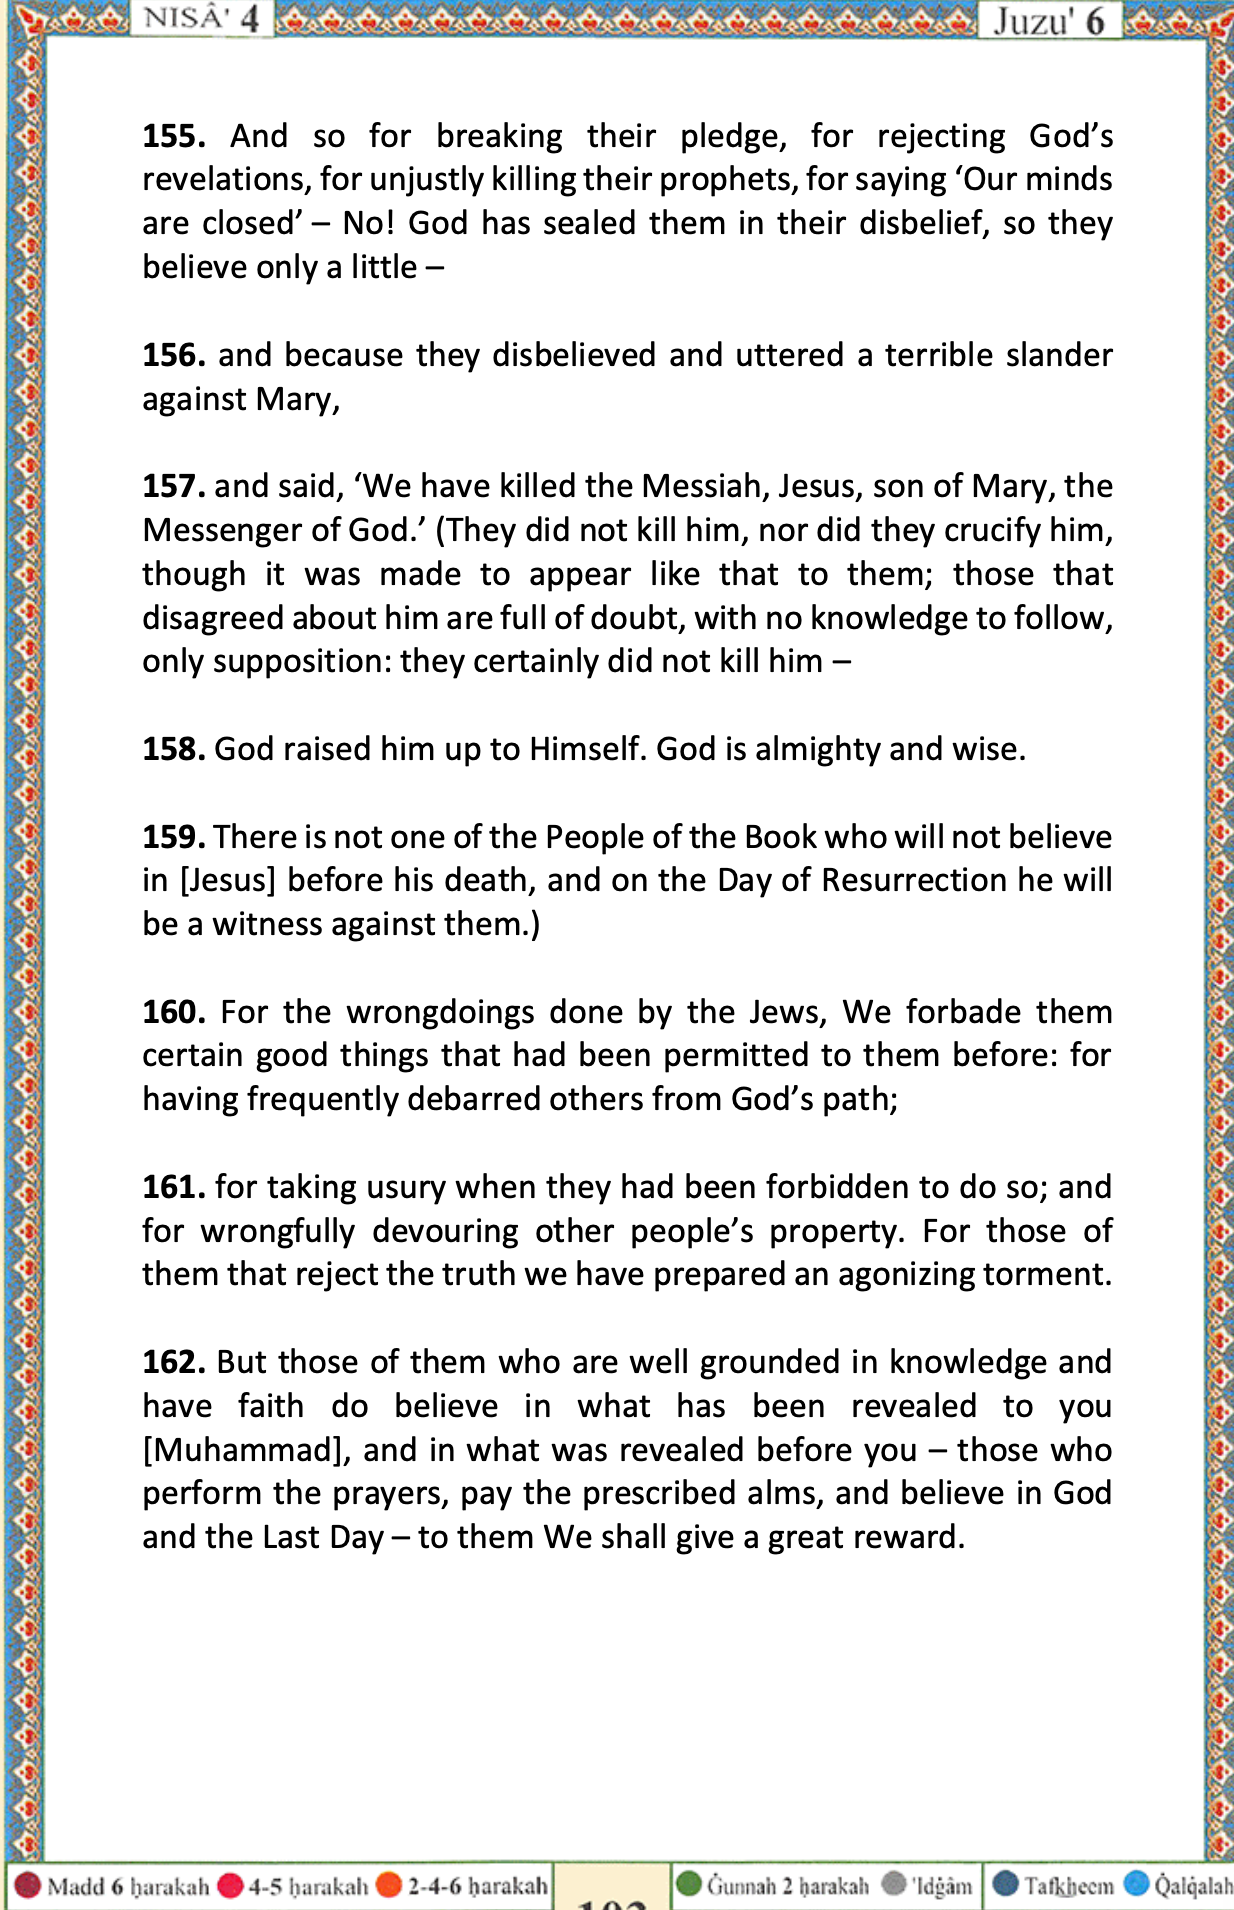 NISÂ' 4
Juzu' 6
155. And so for breaking their pledge, for rejecting God’s
revelations, for unjustly killing their prophets, for saying ‘Our minds
are closed’ – No! God has sealed them in their disbelief, so they
believe only a little –
156. and because they disbelieved and uttered a terrible slander
against Mary,
157. and said, ‘We have killed the Messiah, Jesus, son of Mary, the
Messenger of God.’ (They did not kill him, nor did they crucify him,
though it was made to appear like that to them; those that
disagreed about him are full of doubt, with no knowledge to follow,
only supposition: they certainly did not kill him –
158. God raised him up to Himself. God is almighty and wise.
159. There is not one of the People of the Book who will not believe
in [Jesus] before his death, and on the Day of Resurrection he will
be a witness against them.)
160. For the wrongdoings done by the Jews, We forbade them
certain good things that had been permitted to them before: for
having frequently debarred others from God’s path;
161. for taking usury when they had been forbidden to do so; and
for wrongfully devouring other people’s property. For those of
them that reject the truth we have prepared an agonizing torment.
162. But those of them who are well grounded in knowledge and
have faith do believe in what has been revealed to you
[Muhammad], and in what was revealed before you – those who
perform the prayers, pay the prescribed alms, and believe in God
and the Last Day – to them We shall give a great reward.
Madd 6 ḥarakah 4-5 ḥarakah 2-4-6 ḥarakah
Ġunnah 2 ḥarakah 'Idġâm Tafkheem Q̇alq̇alah